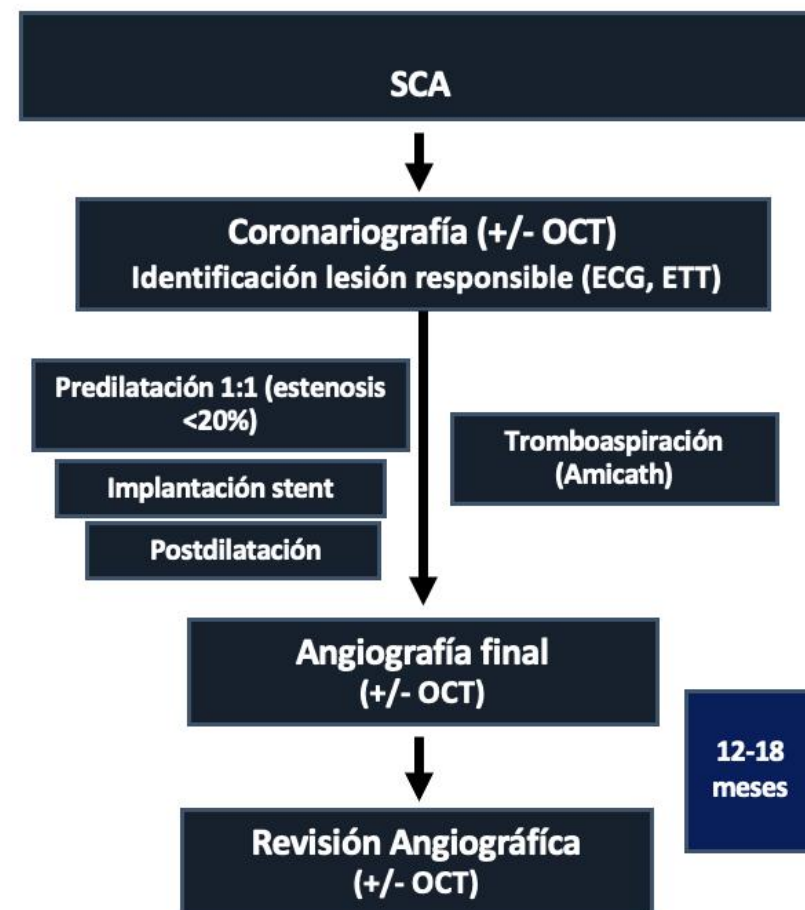 SCA
Coronariografía (+/- OCT)
Identificación lesión responsible (ECG, ETT)
Predilatación 1:1 (estenosis
<20%)
Implantación stent
Postdilatación
Tromboaspiración
(Amicath)
Angiografía final
(+/- OCT)
12-18
meses
Revisión Angiográfíca
(+/- OCT)